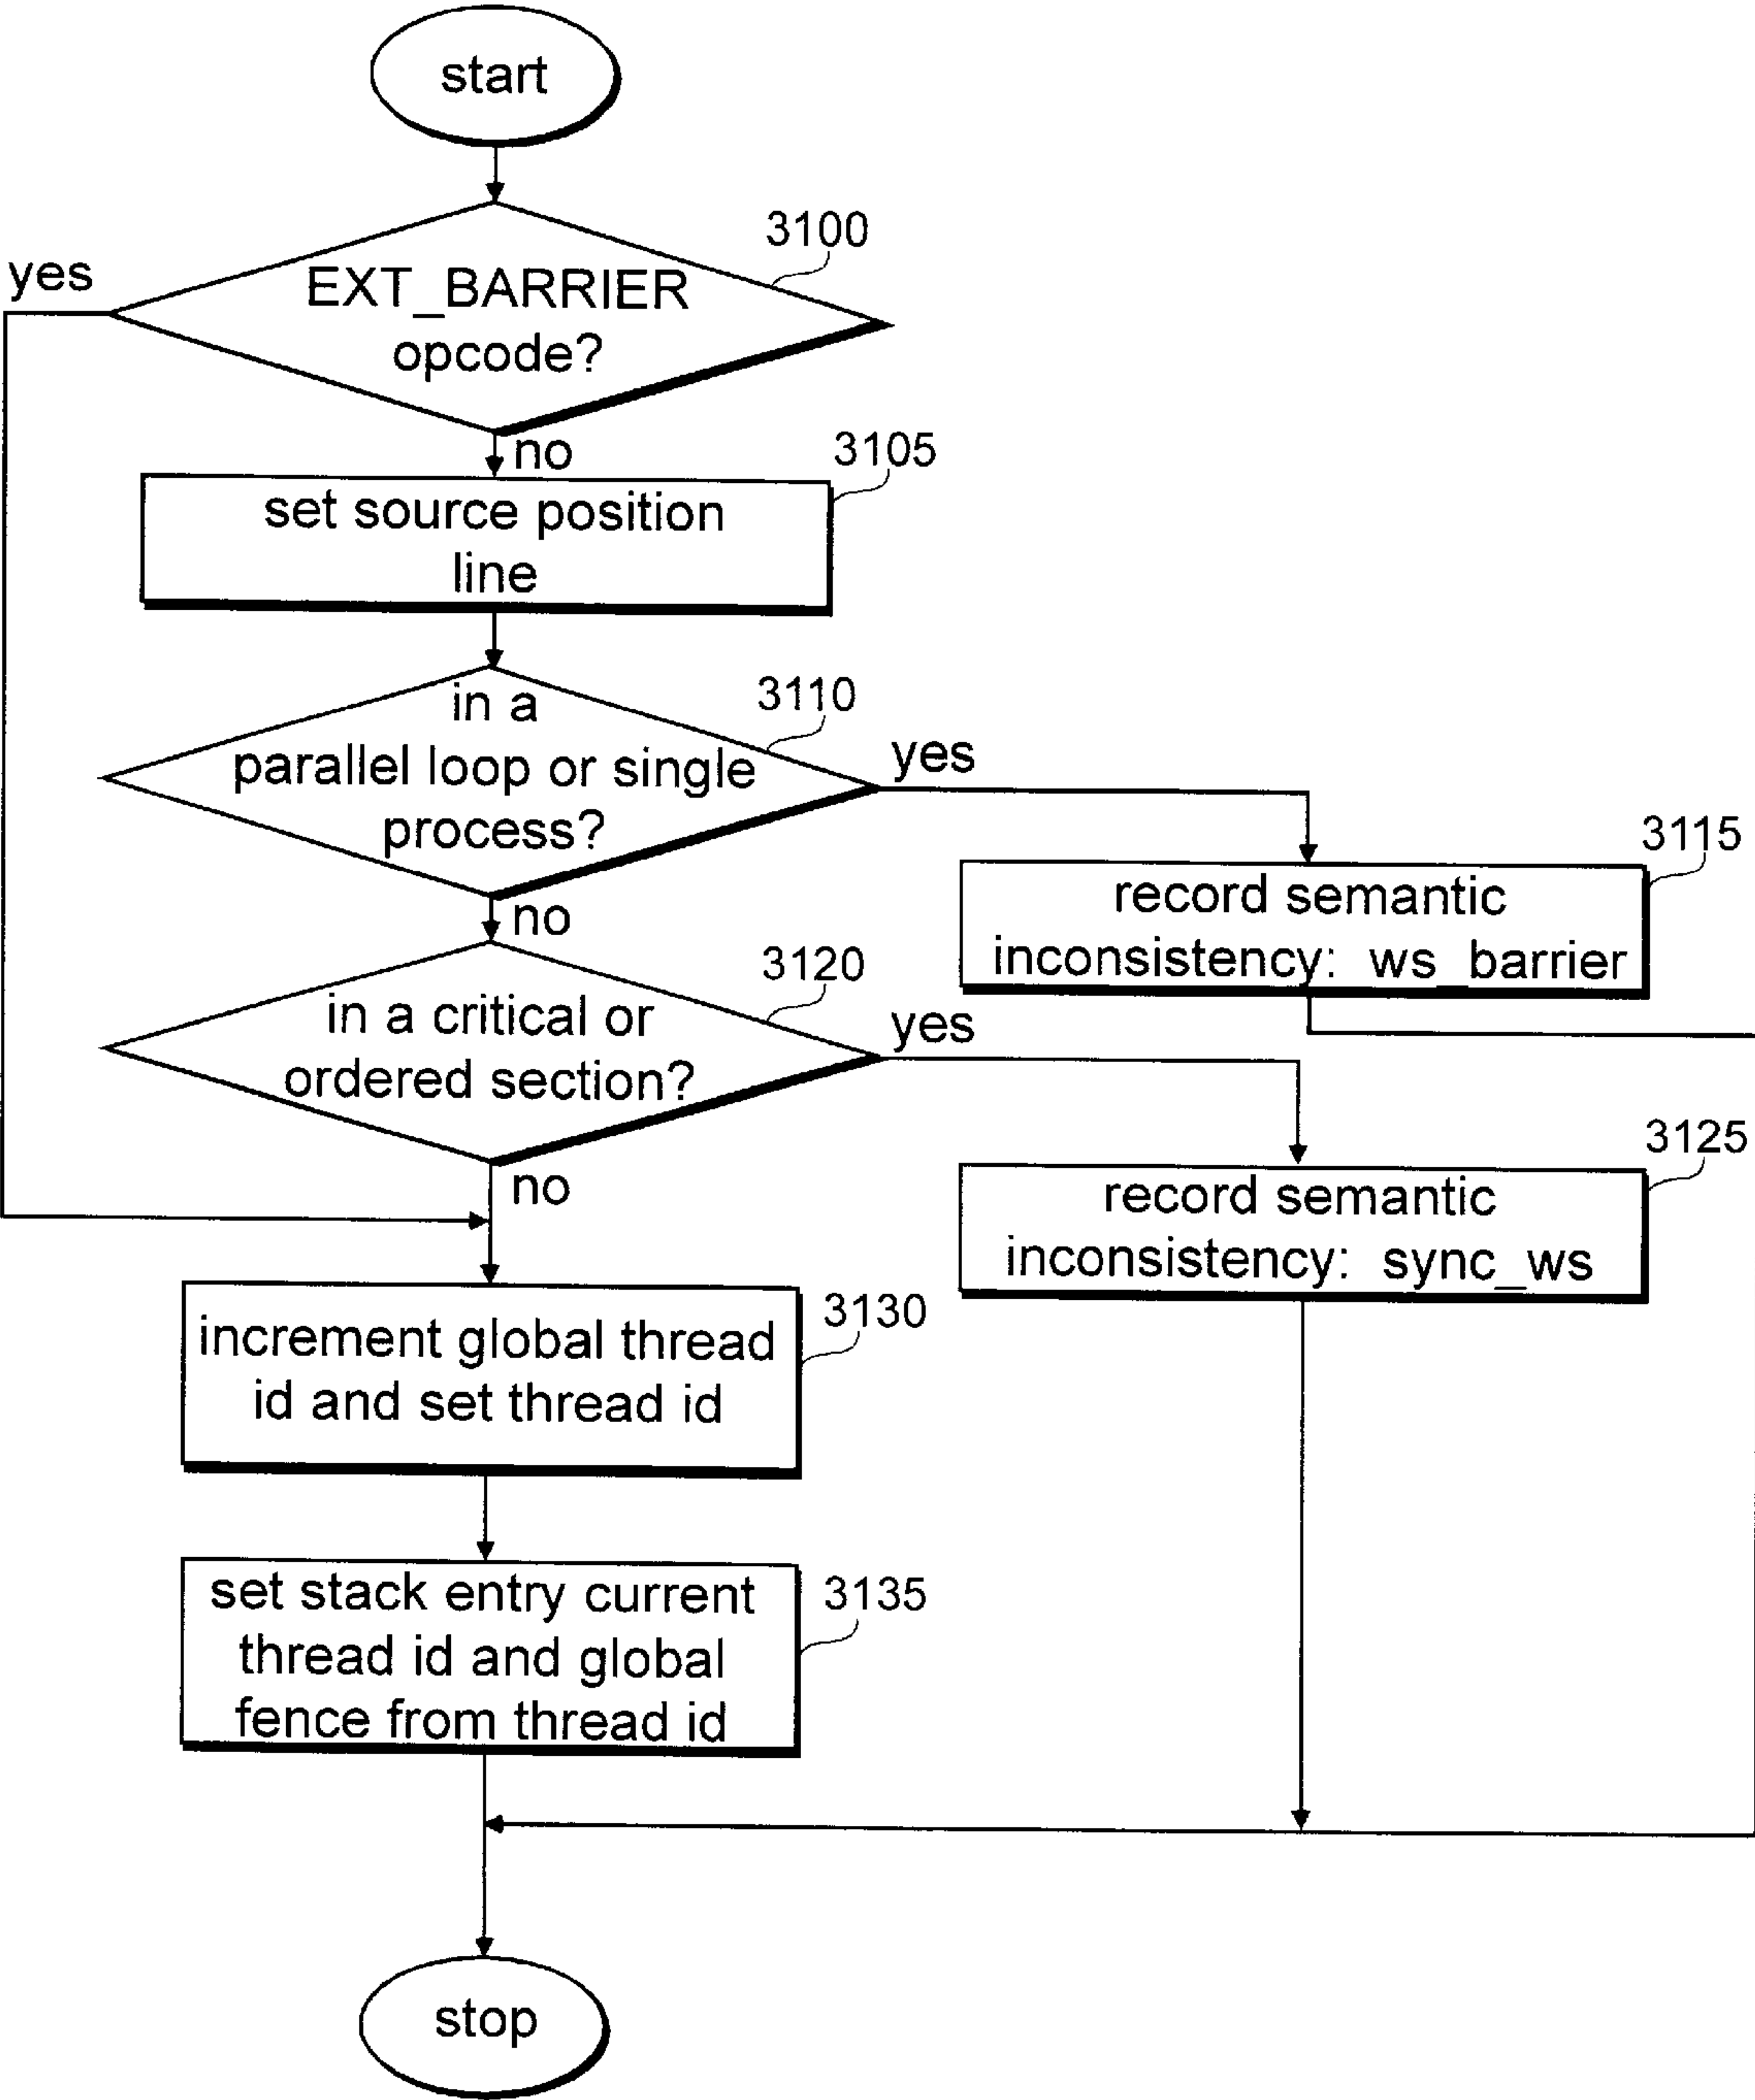 start
3100
yes
EXT_BARRIER
opcode?
no
3105
set source position
line
in a
3110
parallel loop or single
yes
process?
3115
record semantic
inconsistency: ws_barrier
no
3120
in a critical or
yes
ordered section?
3125
record semantic
inconsistency: sync_ws
no
3130
increment global thread
id and set thread id
3135
set stack entry current
thread id and global
fence from thread id
stop